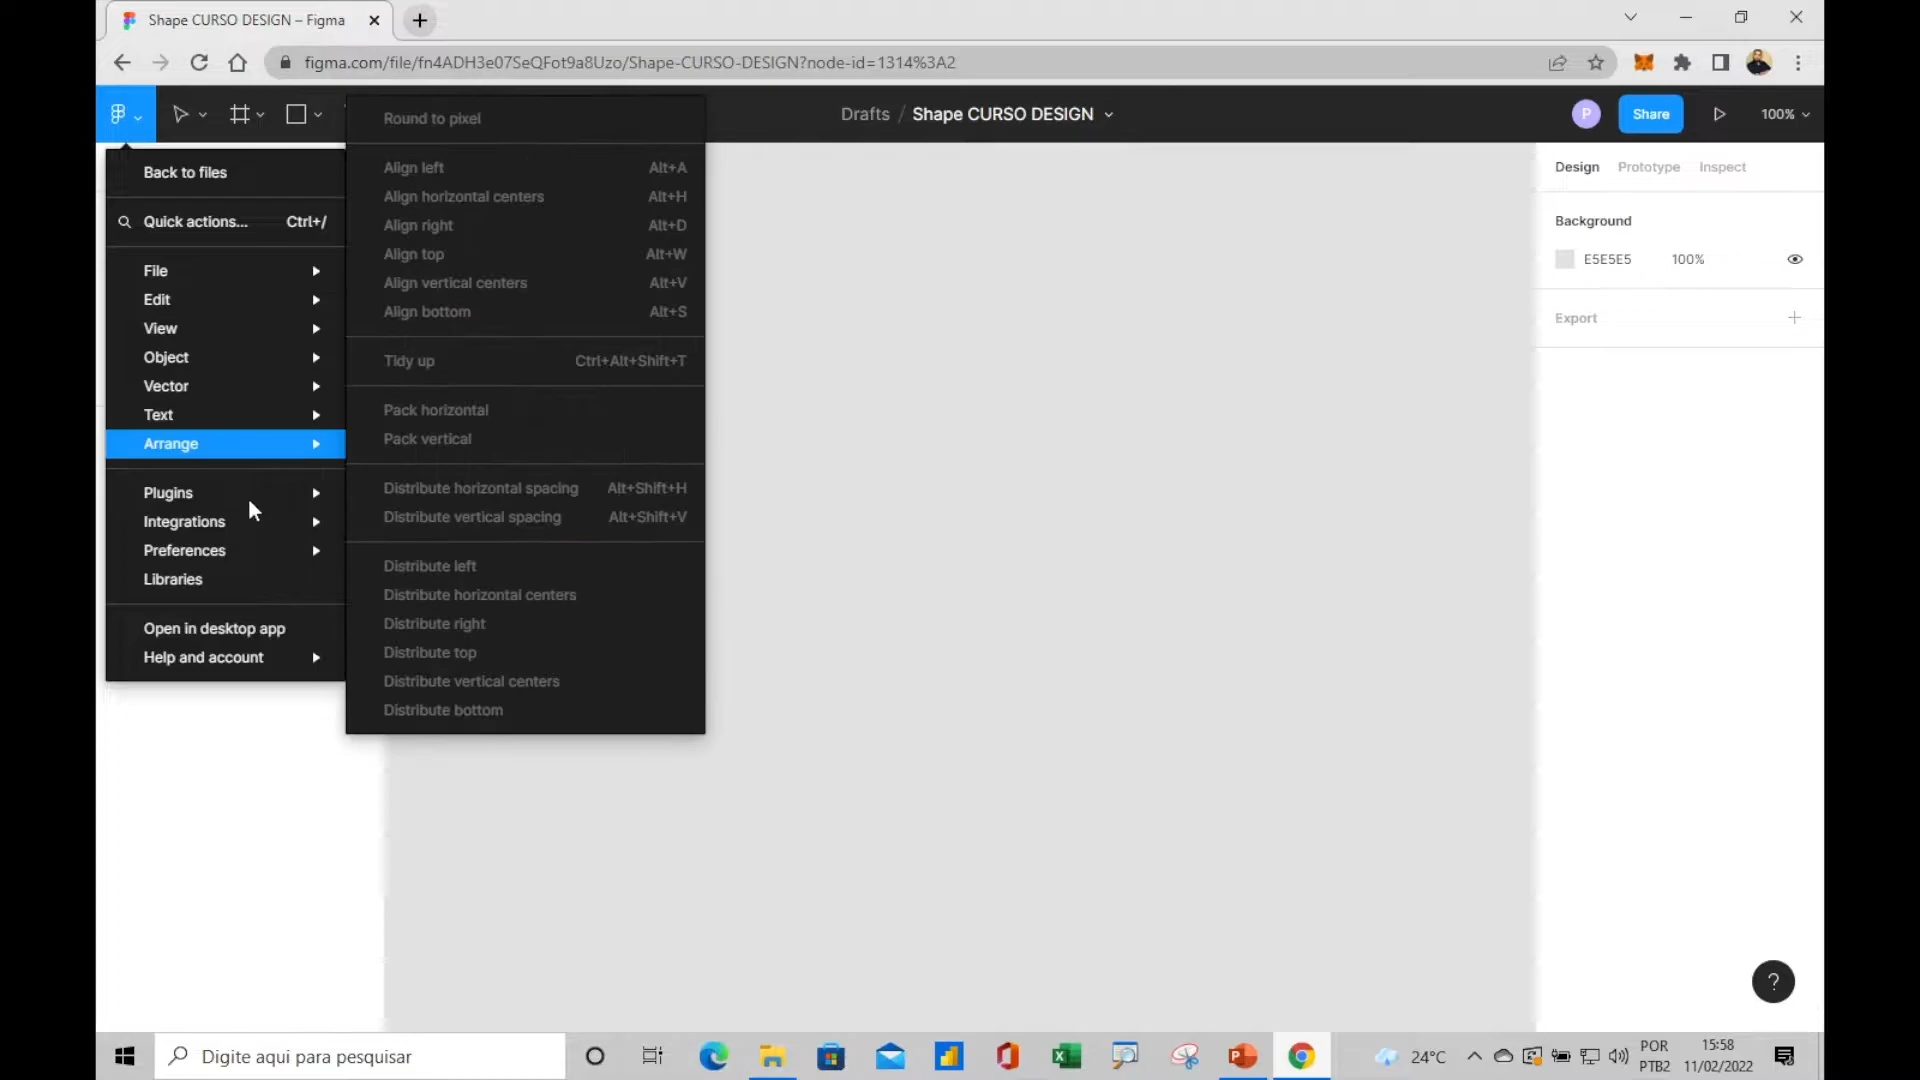 Shape CURSO DESIGN – Figma
figma.com/file/fn4ADH3e07SeQFot9a8Uzo/Shape-CURSO-DESIGN?node-id=1314%3A2
Drafts / Shape CURSO DESIGN
P
Share
100%
Back to files
Quick actions... Ctrl+/
File
Edit
View
Object
Vector
Text
Arrange
Plugins
Integrations
Preferences
Libraries
Open in desktop app
Help and account
Round to pixel
Align left Alt+A
Align horizontal centers Alt+H
Align right Alt+D
Align top Alt+W
Align vertical centers Alt+V
Align bottom Alt+S
Tidy up Ctrl+Alt+Shift+T
Pack horizontal
Pack vertical
Distribute horizontal spacing Alt+Shift+H
Distribute vertical spacing Alt+Shift+V
Distribute left
Distribute horizontal centers
Distribute right
Distribute top
Distribute vertical centers
Distribute bottom
Design Prototype Inspect
Background
E5E5E5 100%
Export
?
Digite aqui para pesquisar
24°C
POR
PTB2
15:58
11/02/2022